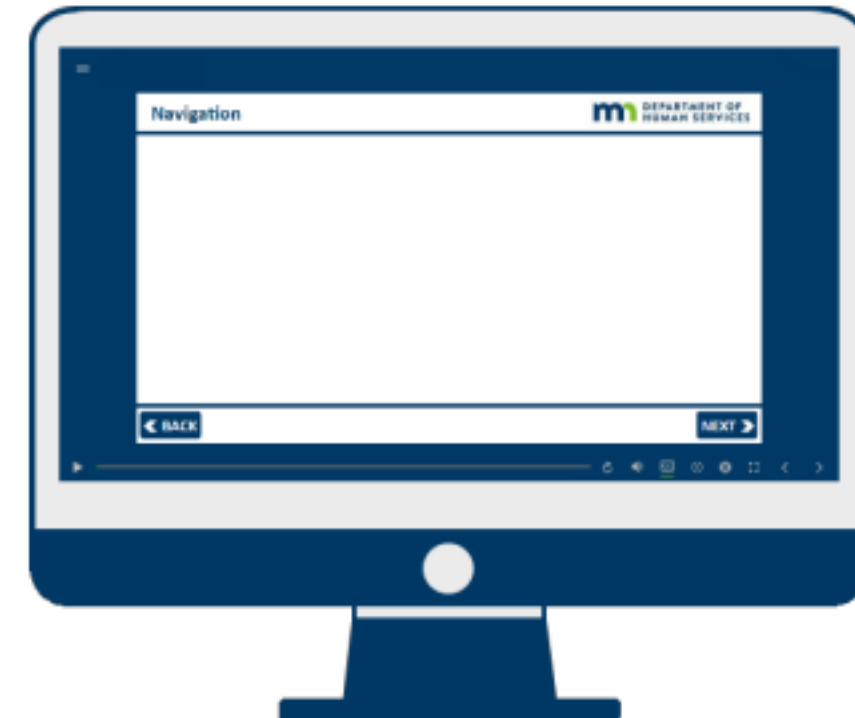 Navigation
mn DEPARTMENT OF
HUMAN SERVICES
BACK
NEXT